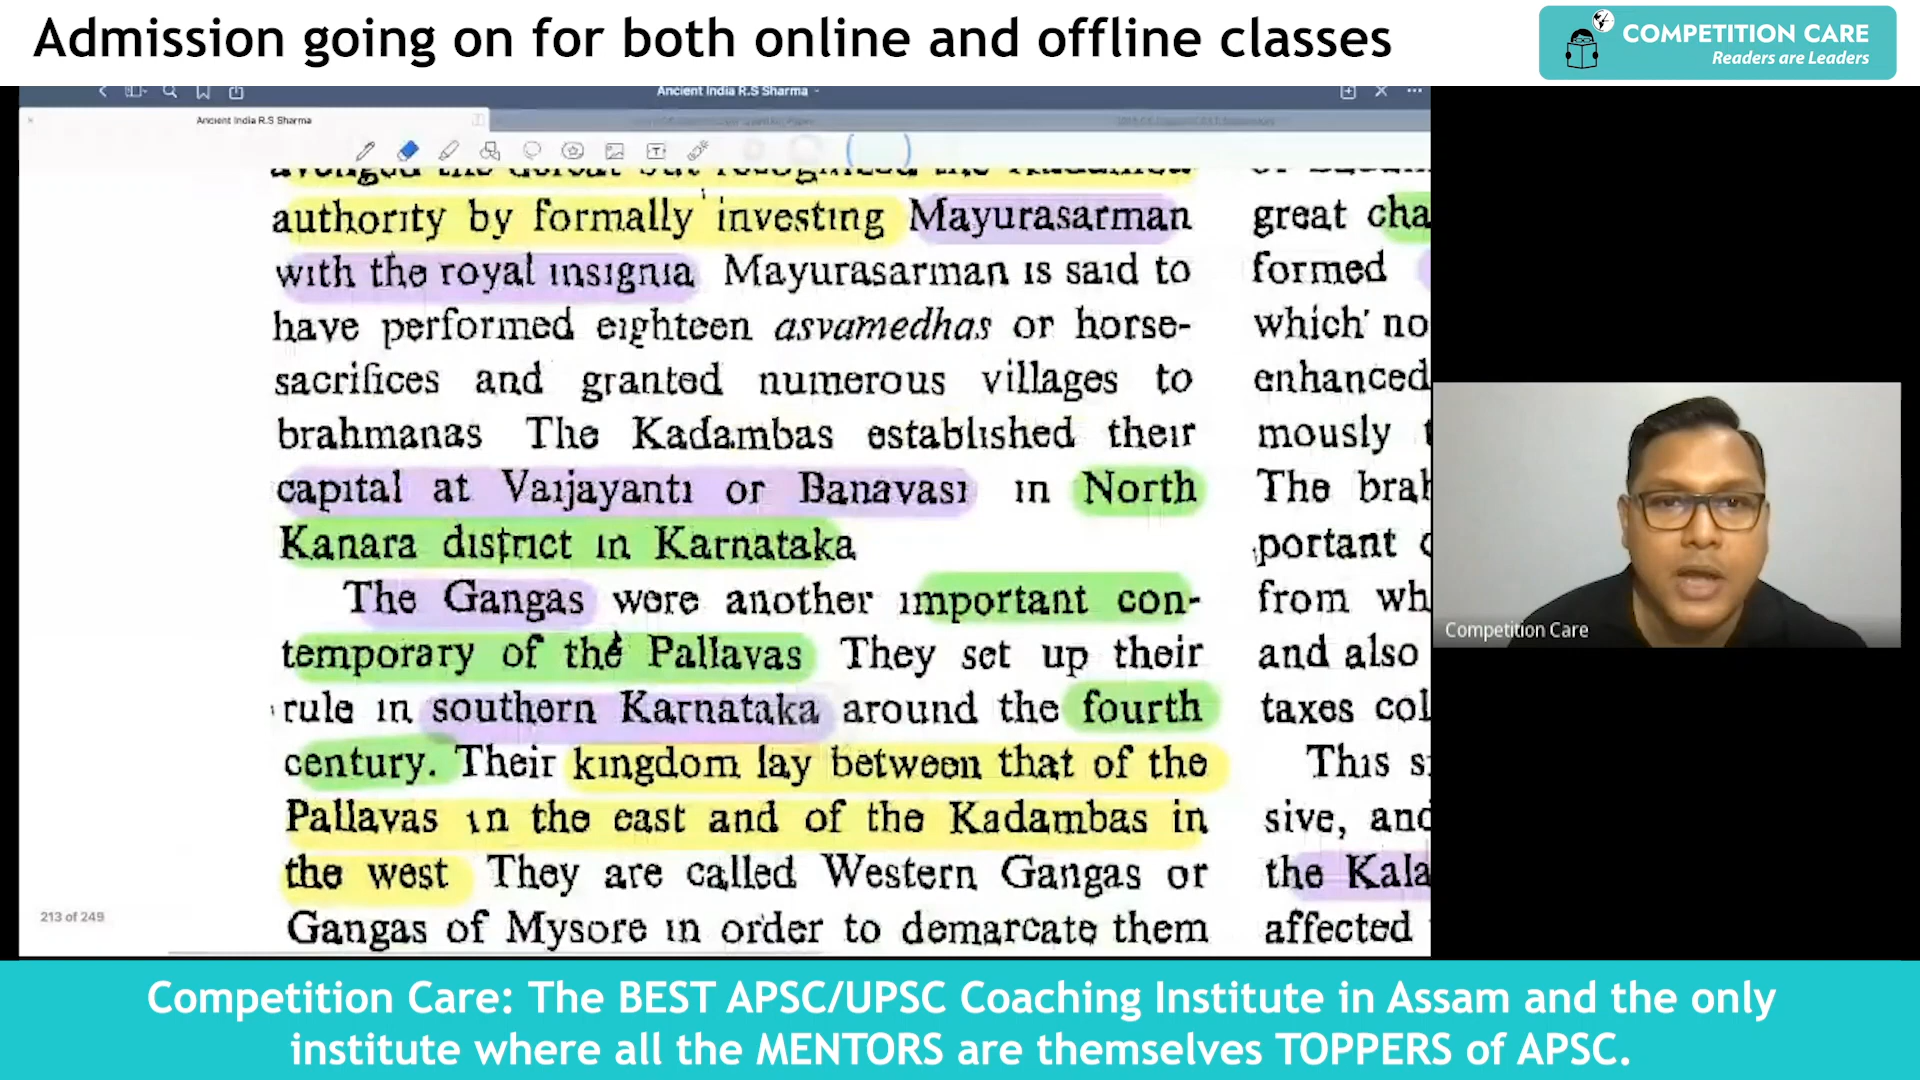 Admission going on for both online and offline classes
COMPETITION CARE
Readers are Leaders
Ancient India R.S Sharma
Ancient India R.S Sharma
avenged the defeat but recognized the Kadamba
authority by formally investing Mayurasarman
with the royal insignia Mayurasarman is said to
have performed eighteen asvamedhas or horse-
sacrifices and granted numerous villages to
brahmanas The Kadambas established their
capital at Vaijayanti or Banavasi in North
Kanara district in Karnataka
The Gangas were another important con-
temporary of the Pallavas They set up their
rule in southern Karnataka around the fourth
century. Their kingdom lay between that of the
Pallavas in the east and of the Kadambas in
the west They are called Western Gangas or
Gangas of Mysore in order to demarcate them
great cha
formed
which no
enhanced
mously t
The brah
portant
from wh
and also
taxes col
This s
sive, and
the Kala
affected
213 of 249
Competition Care
Competition Care: The BEST APSC/UPSC Coaching Institute in Assam and the only
institute where all the MENTORS are themselves TOPPERS of APSC.